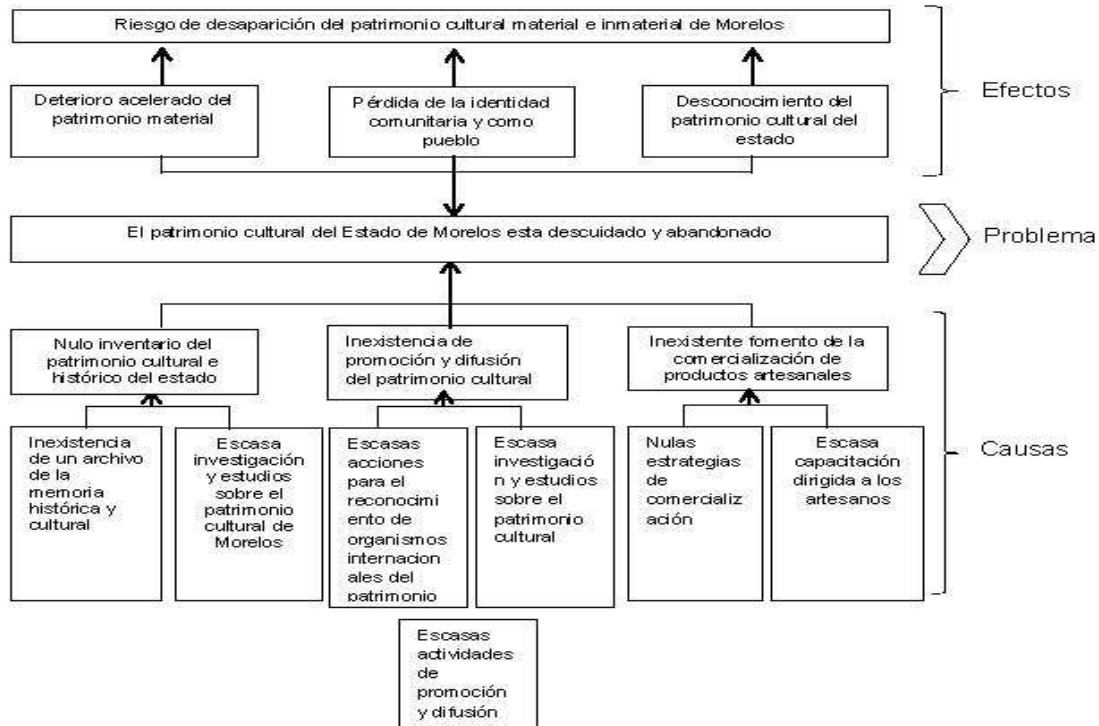 Riesgo de desaparición del patrimonio cultural material e inmaterial de Morelos
Deterioro acelerado del
patrimonio material
Pérdida de la identidad
comunitaria y como
pueblo
Desconocimiento del
patrimonio cultural del
estado
Efectos
El patrimonio cultural del Estado de Morelos esta descuidado y abandonado
Problema
Nulo inventario del
patrimonio cultural e
histórico del estado
Inexistencia de
promoción y difusión
del patrimonio cultural
Inexistente fomento de la
comercialización de
productos artesanales
Inexistencia
de un archivo
de la
memoria
histórica y
cultural
Escasa
investigación
y estudios
sobre el
patrimonio
cultural de
Morelos
Escasas
acciones
para el
reconocimi
ento de
organismos
internacion
ales del
patrimonio
Escasa
investigació
n y estudios
sobre el
patrimonio
cultural
Nulas
estrategias
de
comercializ
ación
Escasa
capacitación
dirigida a los
artesanos
Causas
Escasas
actividades
de
promoción
y difusión